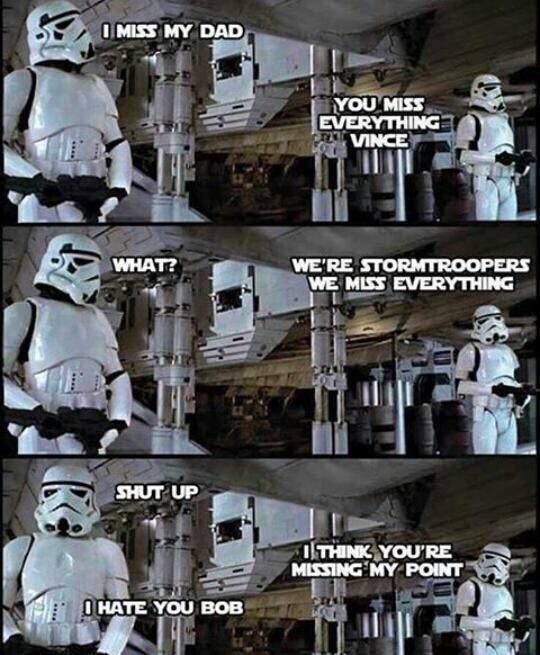 I MISS MY DAD
YOU MISS
EVERYTHING
VINCE
WHAT?
WE'RE STORMTROOPERS
WE MISS EVERYTHING
SHUT UP
I THINK YOU'RE
MISSING MY POINT
I HATE YOU BOB